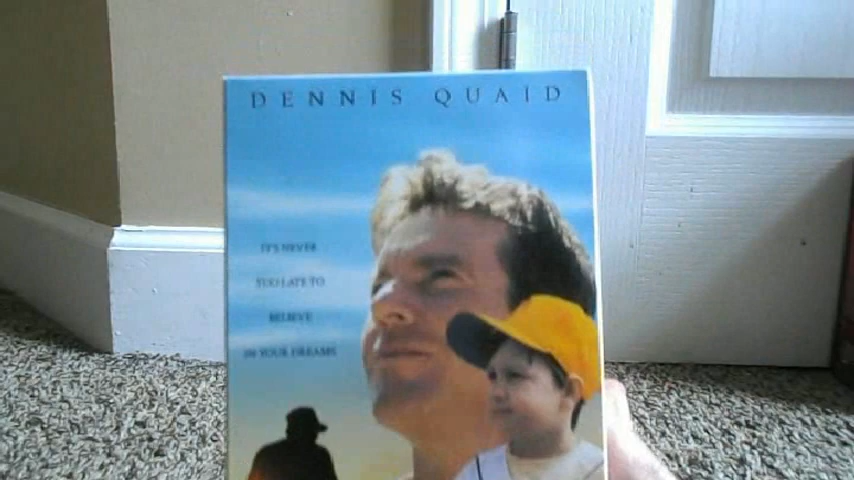 DENNIS QUAID
IT'S NEVER
TOO LATE TO
BELIEVE
IN YOUR DREAMS